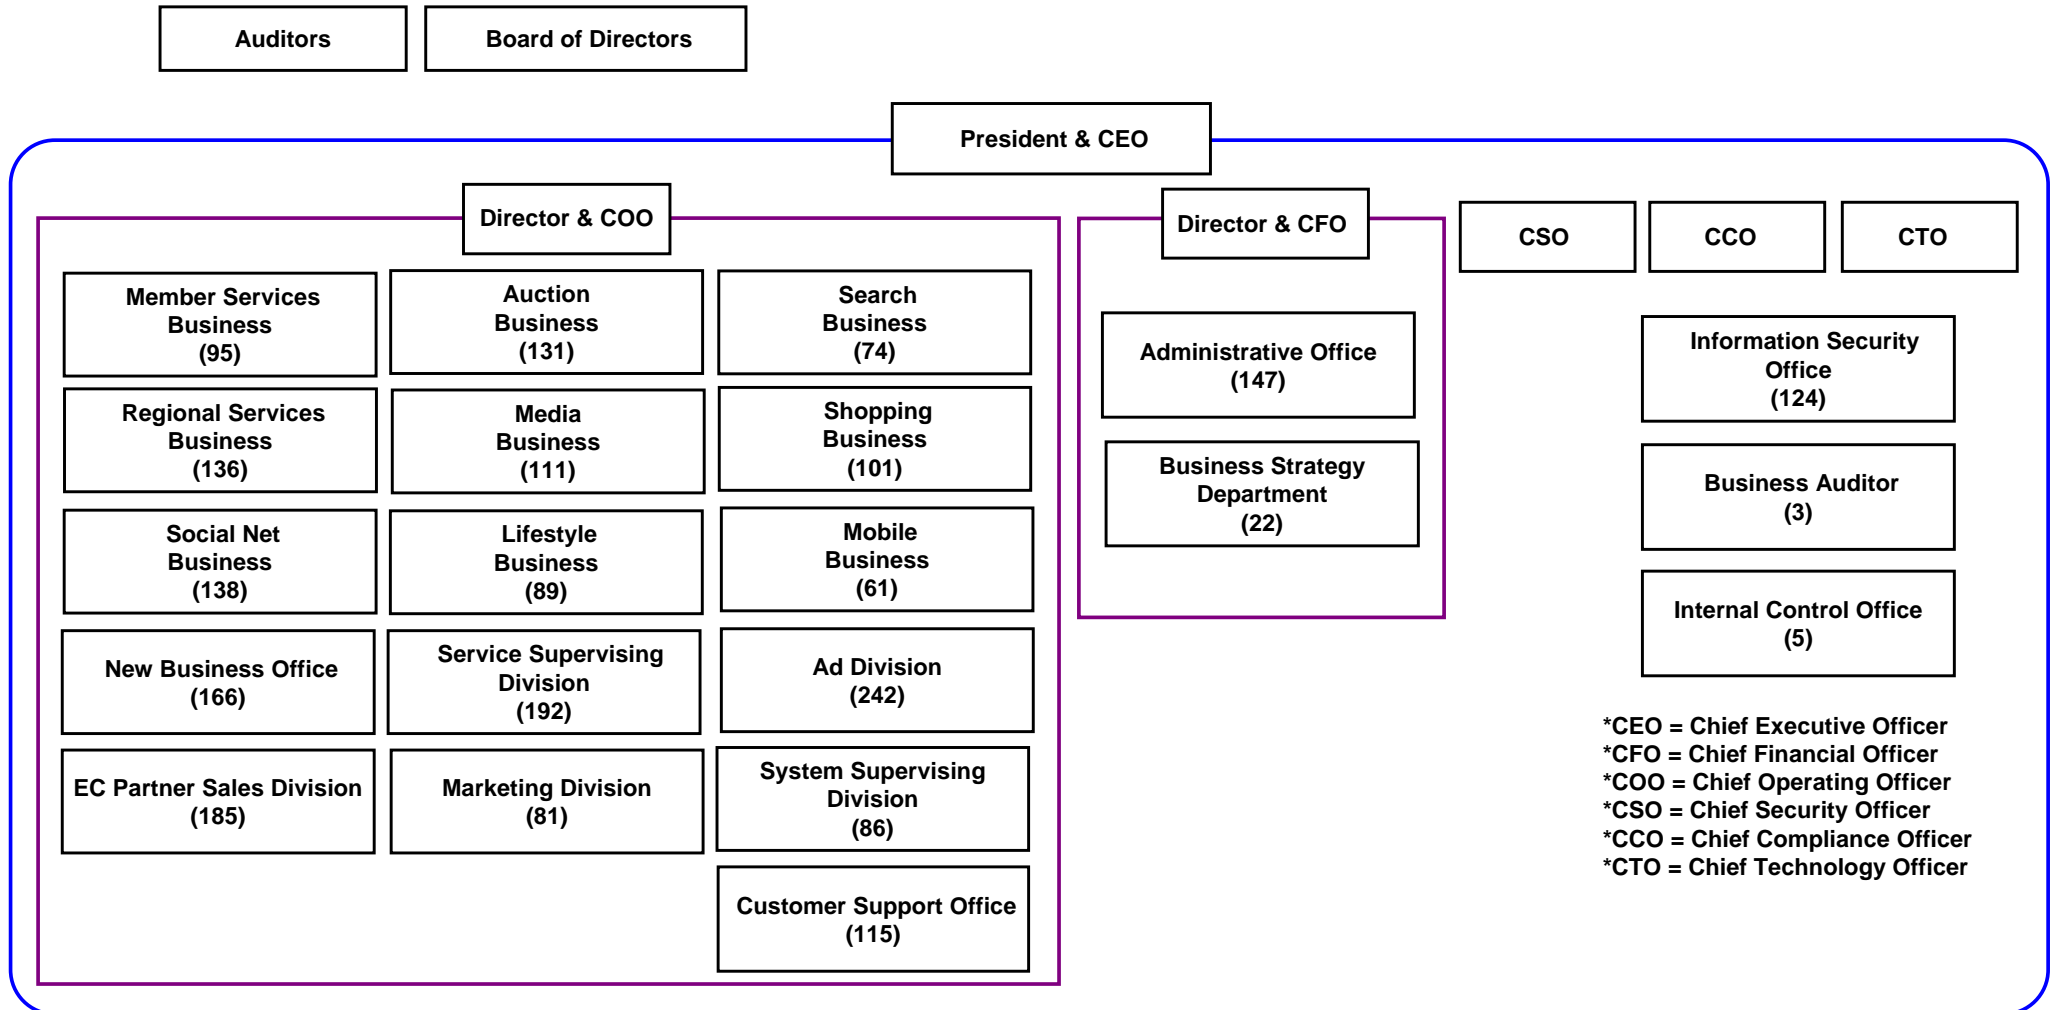 Auditors
Board of Directors
President & CEO
Director & COO
Member Services
Business
(95)
Auction
Business
(131)
Search
Business
(74)
Regional Services
Business
(136)
Media
Business
(111)
Shopping
Business
(101)
Social Net
Business
(138)
Lifestyle
Business
(89)
Mobile
Business
(61)
New Business Office
(166)
Service Supervising
Division
(192)
Ad Division
(242)
EC Partner Sales Division
(185)
Marketing Division
(81)
System Supervising
Division
(86)
Customer Support Office
(115)
Director & CFO
Administrative Office
(147)
Business Strategy
Department
(22)
CSO
CCO
CTO
Information Security
Office
(124)
Business Auditor
(3)
Internal Control Office
(5)
*CEO = Chief Executive Officer
*CFO = Chief Financial Officer
*COO = Chief Operating Officer
*CSO = Chief Security Officer
*CCO = Chief Compliance Officer
*CTO = Chief Technology Officer